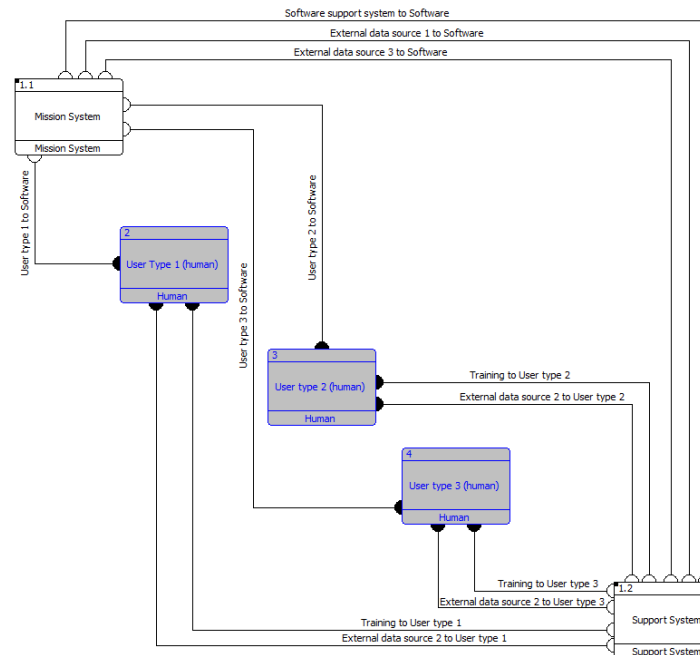 Software support system to Software
External data source 1 to Software
External data source 3 to Software
1.1
Mission System
Mission System
User type 1 to Software
User type 2 to Software
User type 3 to Software
2
User Type 1 (human)
Human
3
User type 2 (human)
Human
Training to User type 2
External data source 2 to User type 2
4
User type 3 (human)
Human
Training to User type 3
External data source 2 to User type 3
Training to User type 1
External data source 2 to User type 1
1.2
Support System
Support System